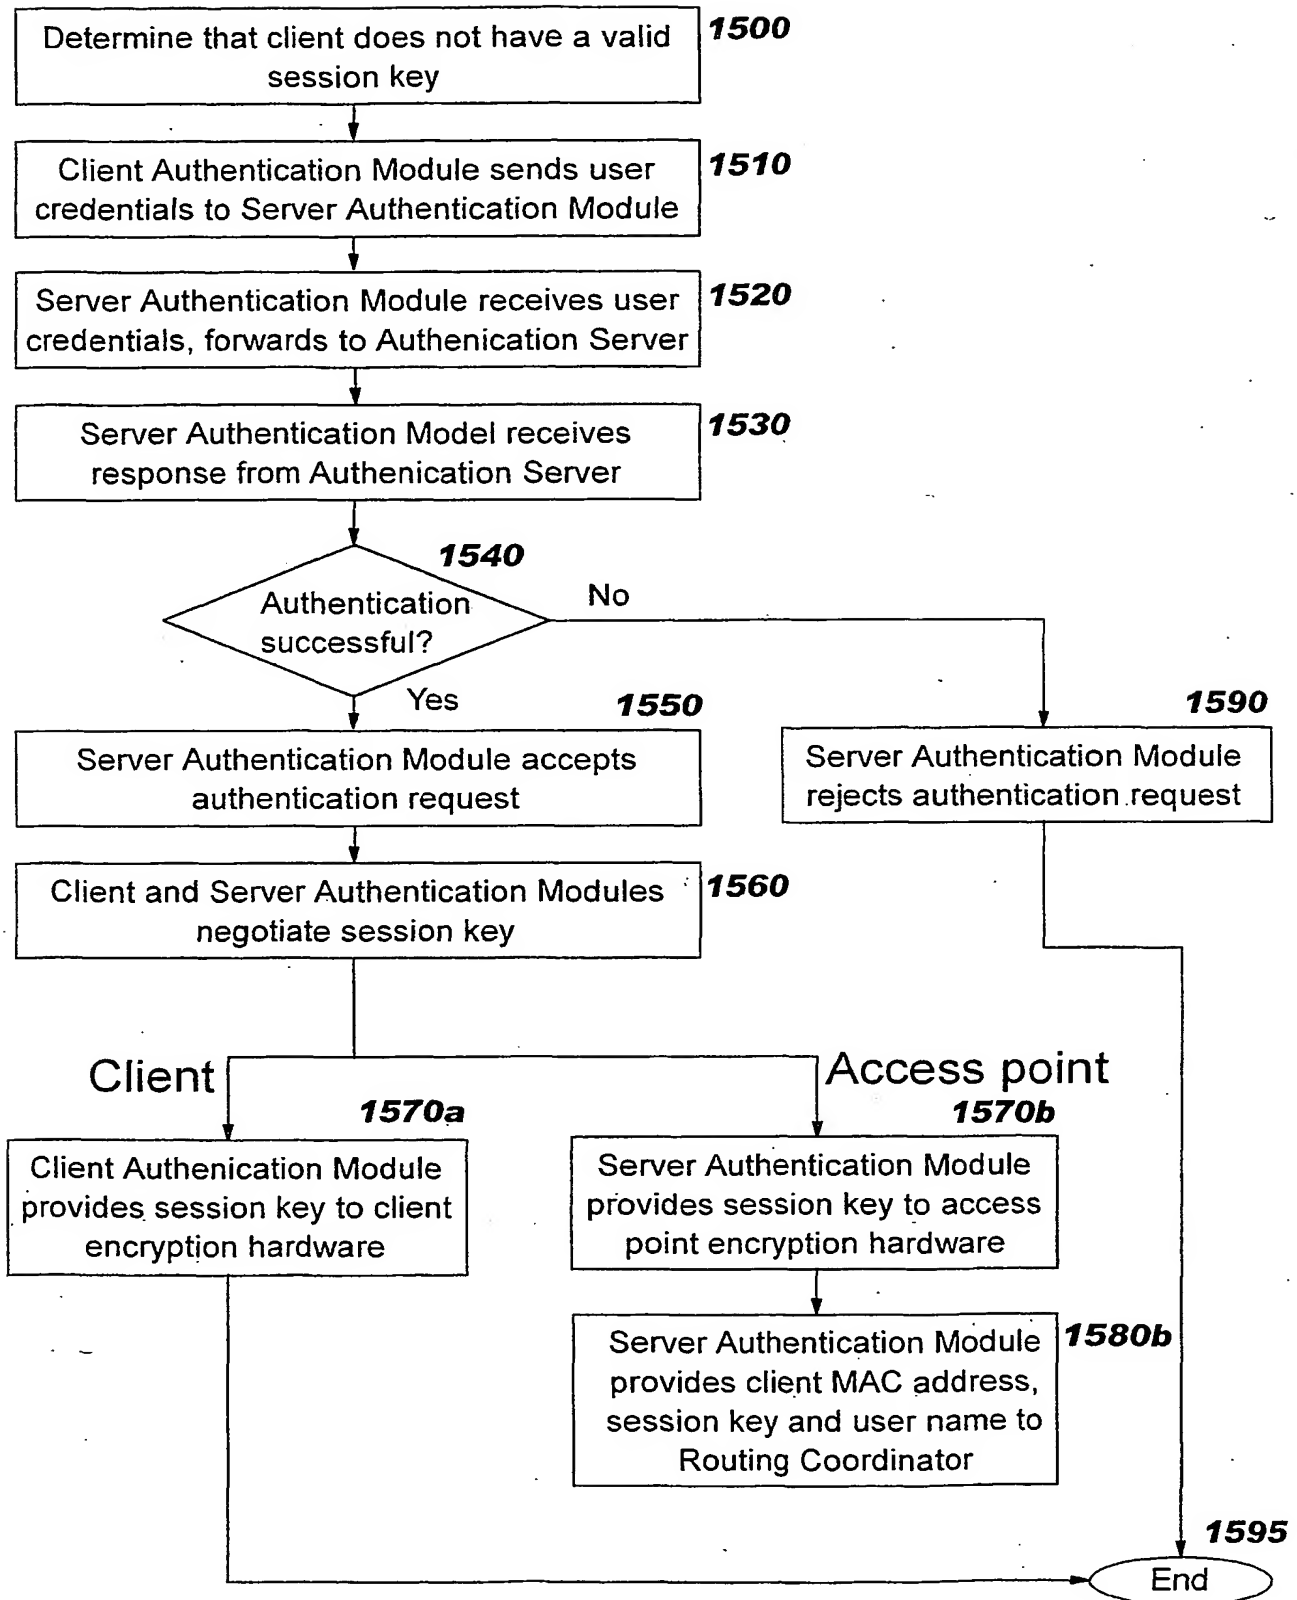 Determine that client does not have a valid
session key
1500
Client Authentication Module sends user
credentials to Server Authentication Module
1510
Server Authentication Module receives user
credentials, forwards to Authenication Server
1520
Server Authentication Model receives
response from Authenication Server
1530
1540
Authentication
successful?
No
Yes
1550
Server Authentication Module accepts
authentication request
1590
Server Authentication Module
rejects authentication request
Client and Server Authentication Modules
negotiate session key
1560
Client
1570a
Client Authenication Module
provides session key to client
encryption hardware
Access point
1570b
Server Authentication Module
provides session key to access
point encryption hardware
Server Authentication Module
provides client MAC address,
session key and user name to
Routing Coordinator
1580b
1595
End